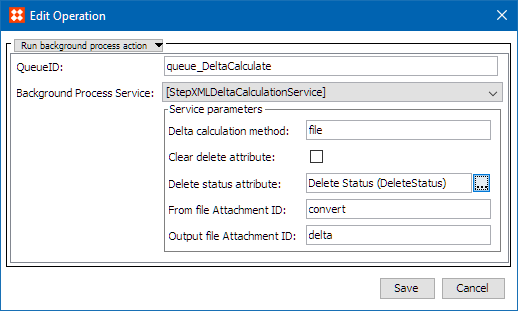 Edit Operation
Run background process action
QueueID: queue_DeltaCalculate
Background Process Service: [StepXMLDeltaCalculationService]
Service parameters
Delta calculation method: file
Clear delete attribute:
Delete status attribute: Delete Status (DeleteStatus) ...
From file Attachment ID: convert
Output file Attachment ID: delta
Save Cancel